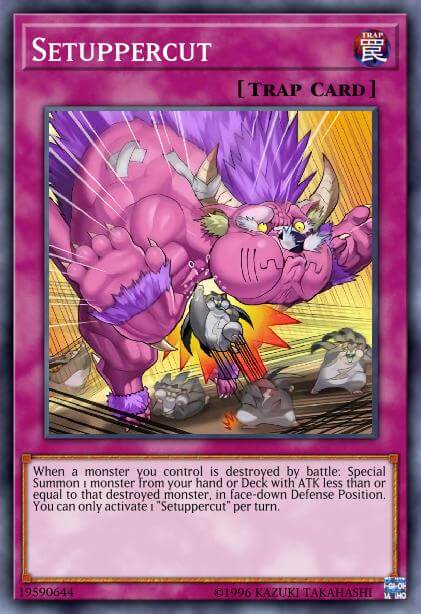 SETUPPERCUT
TRAP
罠
[TRAP CARD]
When a monster you control is destroyed by battle: Special
Summon 1 monster from your hand or Deck with ATK less than or
equal to that destroyed monster, in face-down Defense Position.
You can only activate 1 "Setuppercut" per turn.
19590644
©1996 KAZUKI TAKAHASHI